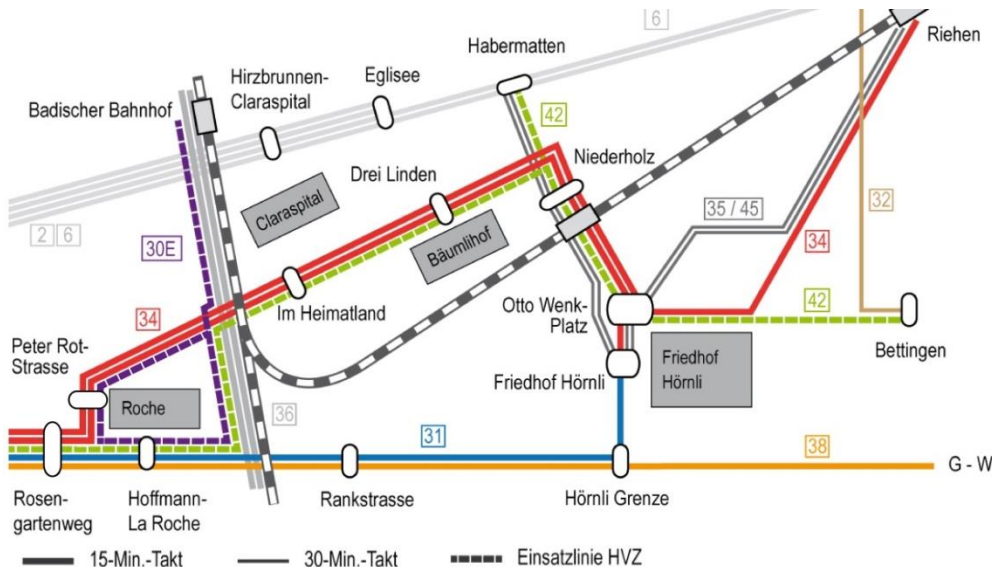 6
Habermatten
Riehen
Hirzbrunnen-
Claraspital
Eglisee
Badischer Bahnhof
42
Niederholz
Drei Linden
Claraspital
35 / 45
32
2 6
30E
Bäumlihof
34
Otto Wenk-
Platz
42
34
Im Heimatland
Peter Rot-
Strasse
Bettingen
Friedhof
Hörnli
Friedhof Hörnli
Roche
36
31
38
G - W
Rosen-
gartenweg
Hoffmann-
La Roche
Rankstrasse
Hörnli Grenze
15-Min.-Takt
30-Min.-Takt
Einsatzlinie HVZ